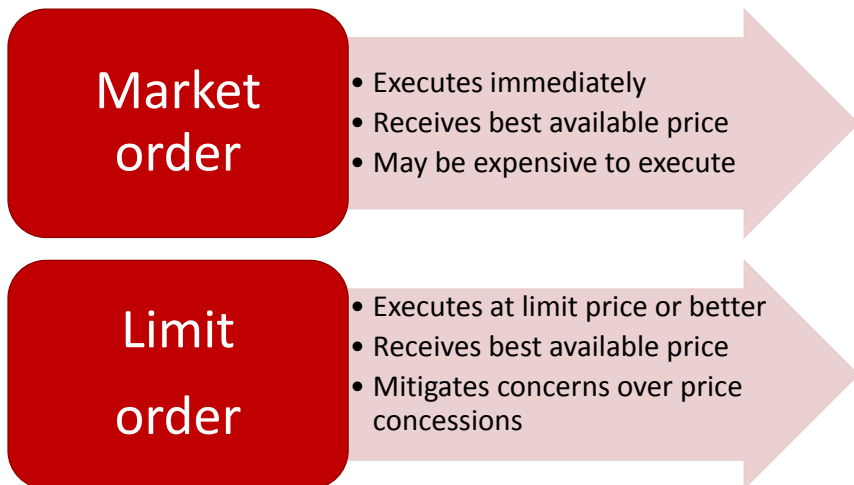 Market
order
• Executes immediately
• Receives best available price
• May be expensive to execute
Limit
order
• Executes at limit price or better
• Receives best available price
• Mitigates concerns over price
concessions